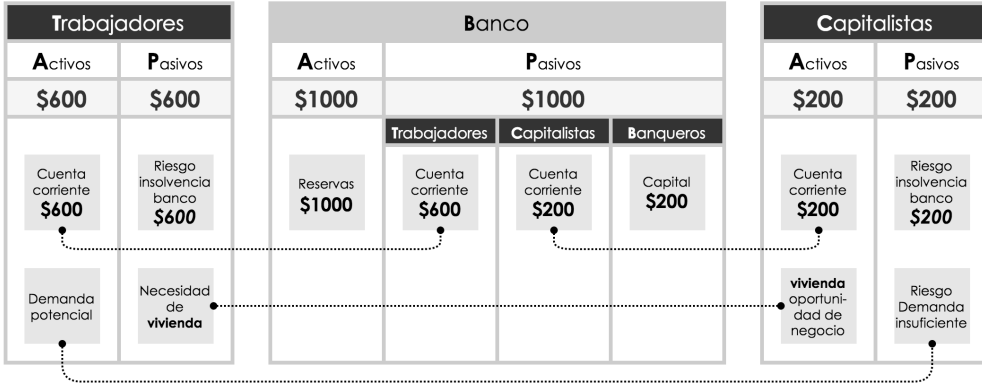 Trabajadores
Activos
Pasivos
$600
$600
Cuenta
corriente
$600
Riesgo
insolvencia
banco
$600
Demanda
potencial
Necesidad
de
vivienda
Banco
Activos
Pasivos
$1000
$1000
Trabajadores
Capitalistas
Banqueros
Reservas
$1000
Cuenta
corriente
$600
Cuenta
corriente
$200
Capital
$200
Capitalistas
Activos
Pasivos
$200
$200
Cuenta
corriente
$200
Riesgo
insolvencia
banco
$200
vivienda
oportuni-
dad de
negocio
Riesgo
Demanda
insuficiente